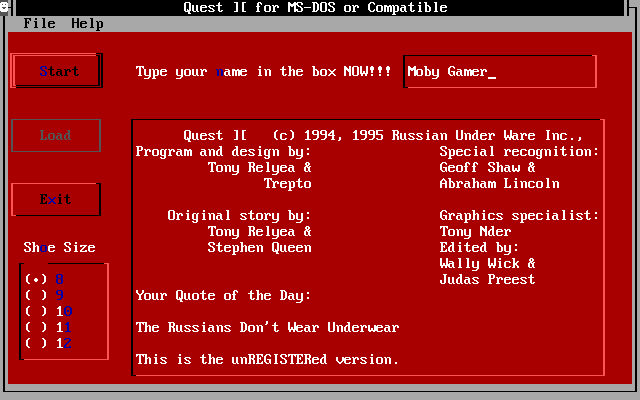 Quest ][ for MS-DOS or Compatible
File Help
Start
Type your name in the box NOW!!!
Moby Gamer_
Load
Exit
Shoe Size
(•) 8
( ) 9
( ) 10
( ) 11
( ) 12
Quest ][ (c) 1994, 1995 Russian Under Ware Inc.,
Program and design by:
Tony Relyea &
Trepto
Special recognition:
Geoff Shaw &
Abraham Lincoln
Original story by:
Tony Relyea &
Stephen Queen
Graphics specialist:
Tony Nder
Edited by:
Wally Wick &
Judas Preest
Your Quote of the Day:
The Russians Don't Wear Underwear
This is the unREGISTERed version.